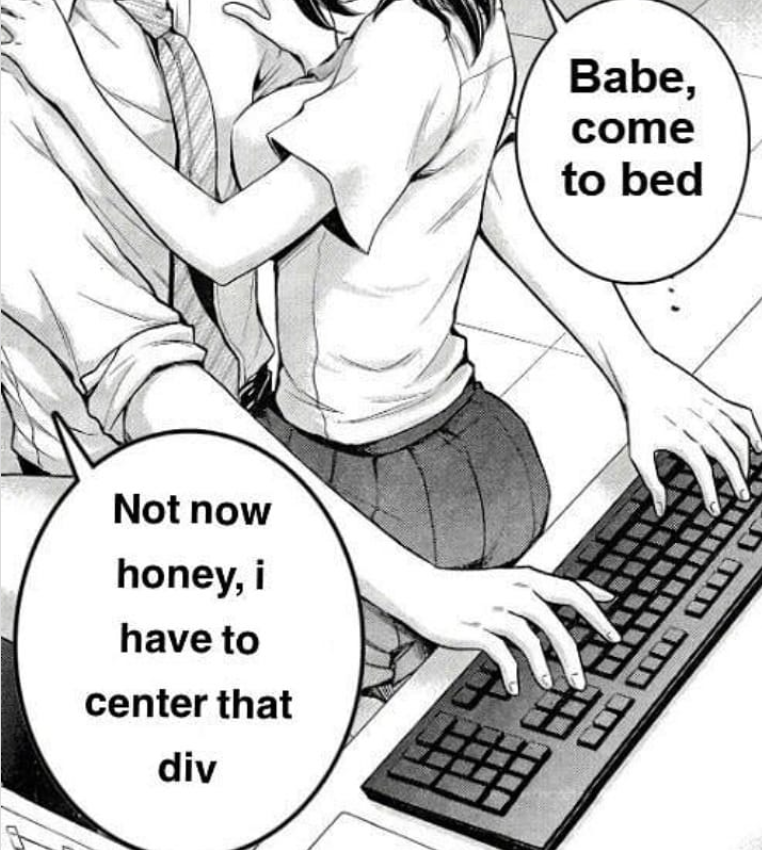 Babe,
come
to bed
Not now
honey, i
have to
center that
div